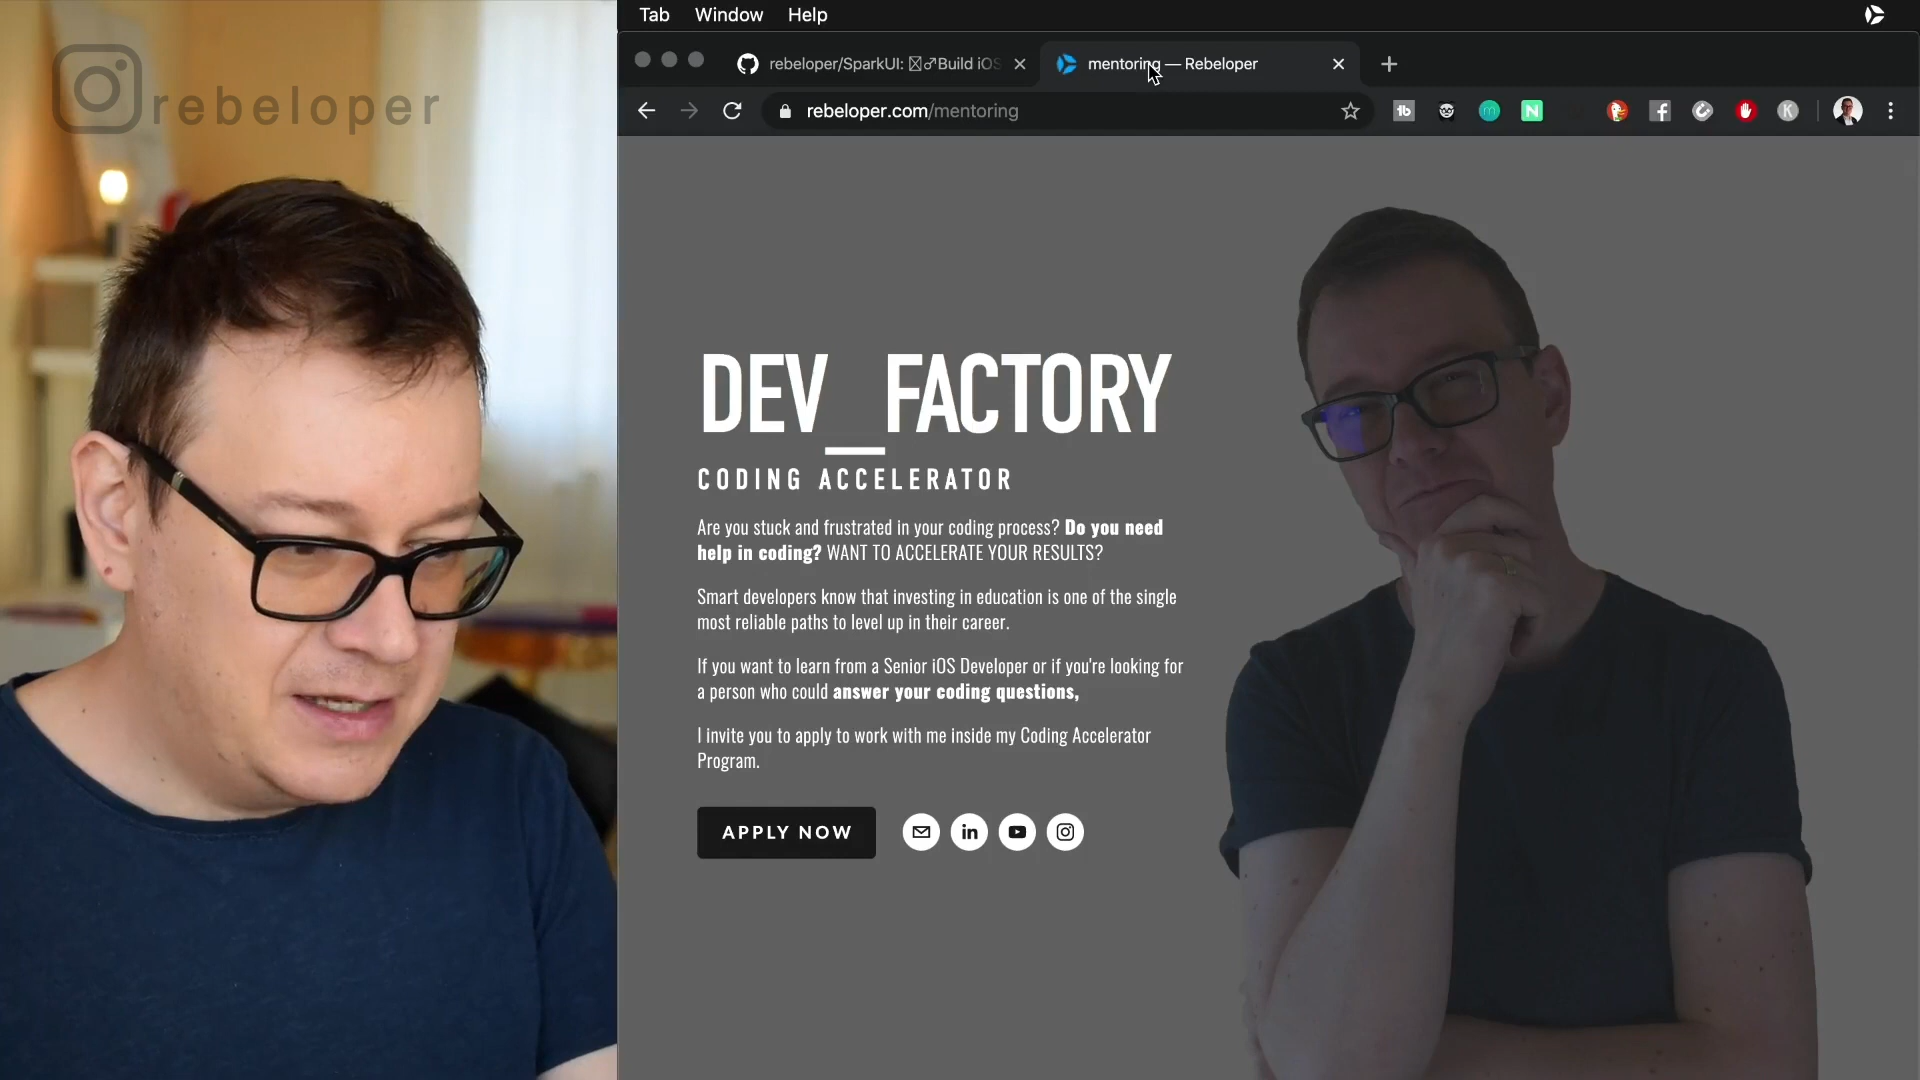 Tab Window Help
rebeloper
rebeloper/SparkUI: ♂Build iOS
mentoring — Rebeloper
rebeloper.com/mentoring
DEV_FACTORY
CODING ACCELERATOR
Are you stuck and frustrated in your coding process? Do you need
help in coding? WANT TO ACCELERATE YOUR RESULTS?
Smart developers know that investing in education is one of the single
most reliable paths to level up in their career.
If you want to learn from a Senior iOS Developer or if you're looking for
a person who could answer your coding questions,
I invite you to apply to work with me inside my Coding Accelerator
Program.
APPLY NOW